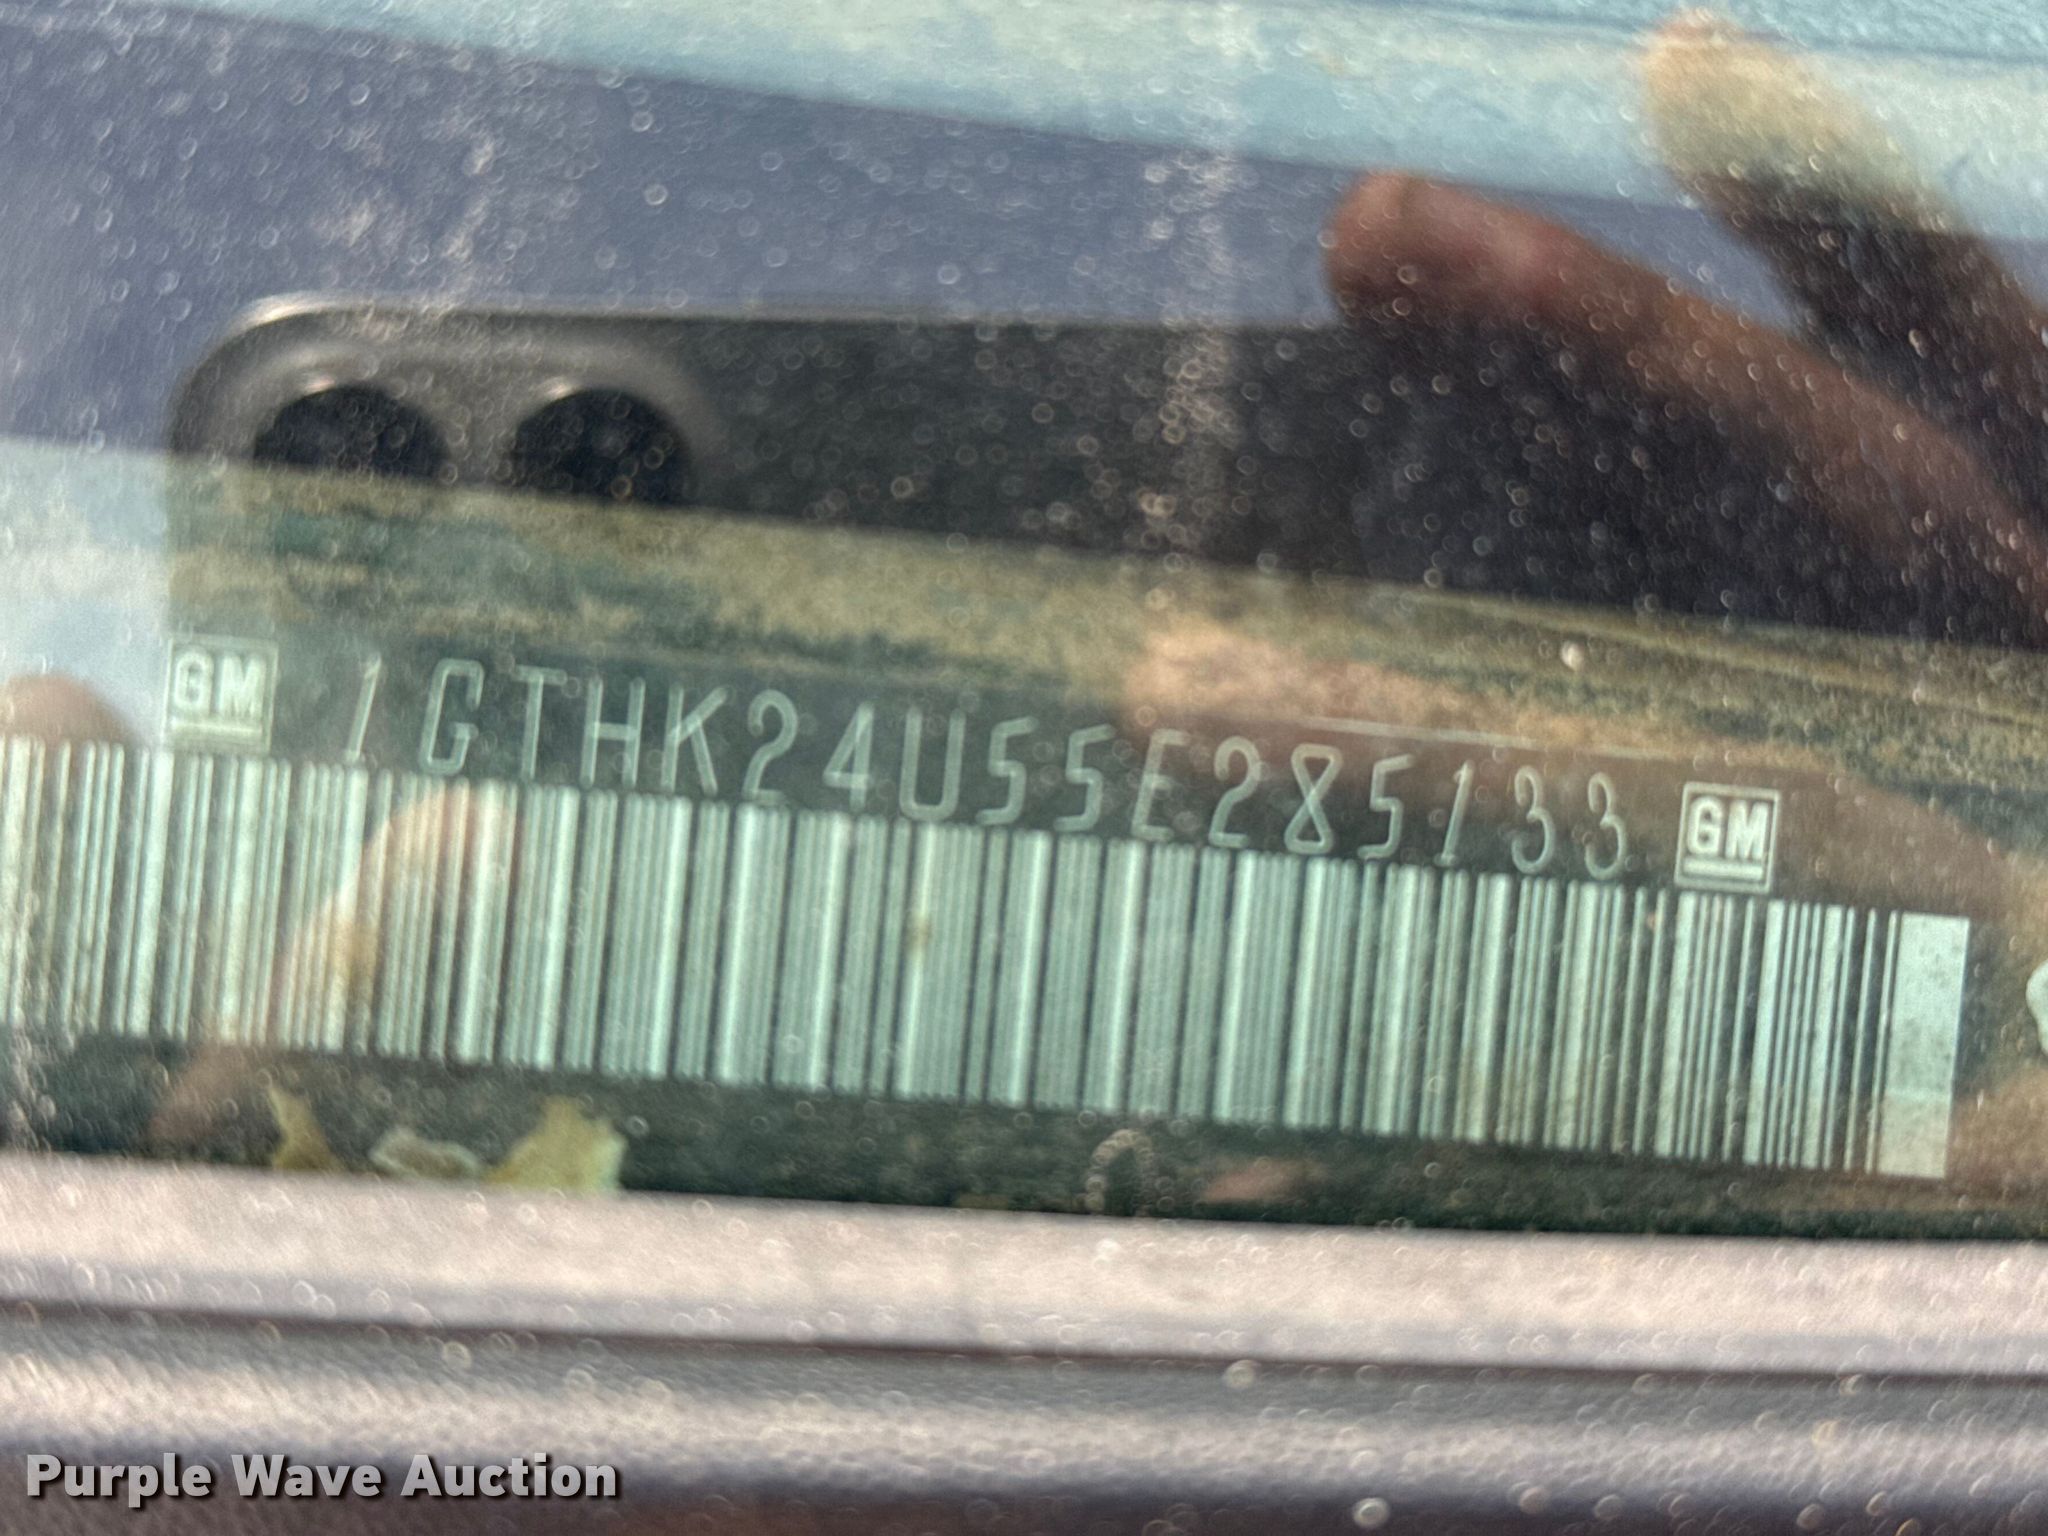 GM 1GTHK24U55E285133 GM
Purple Wave Auction